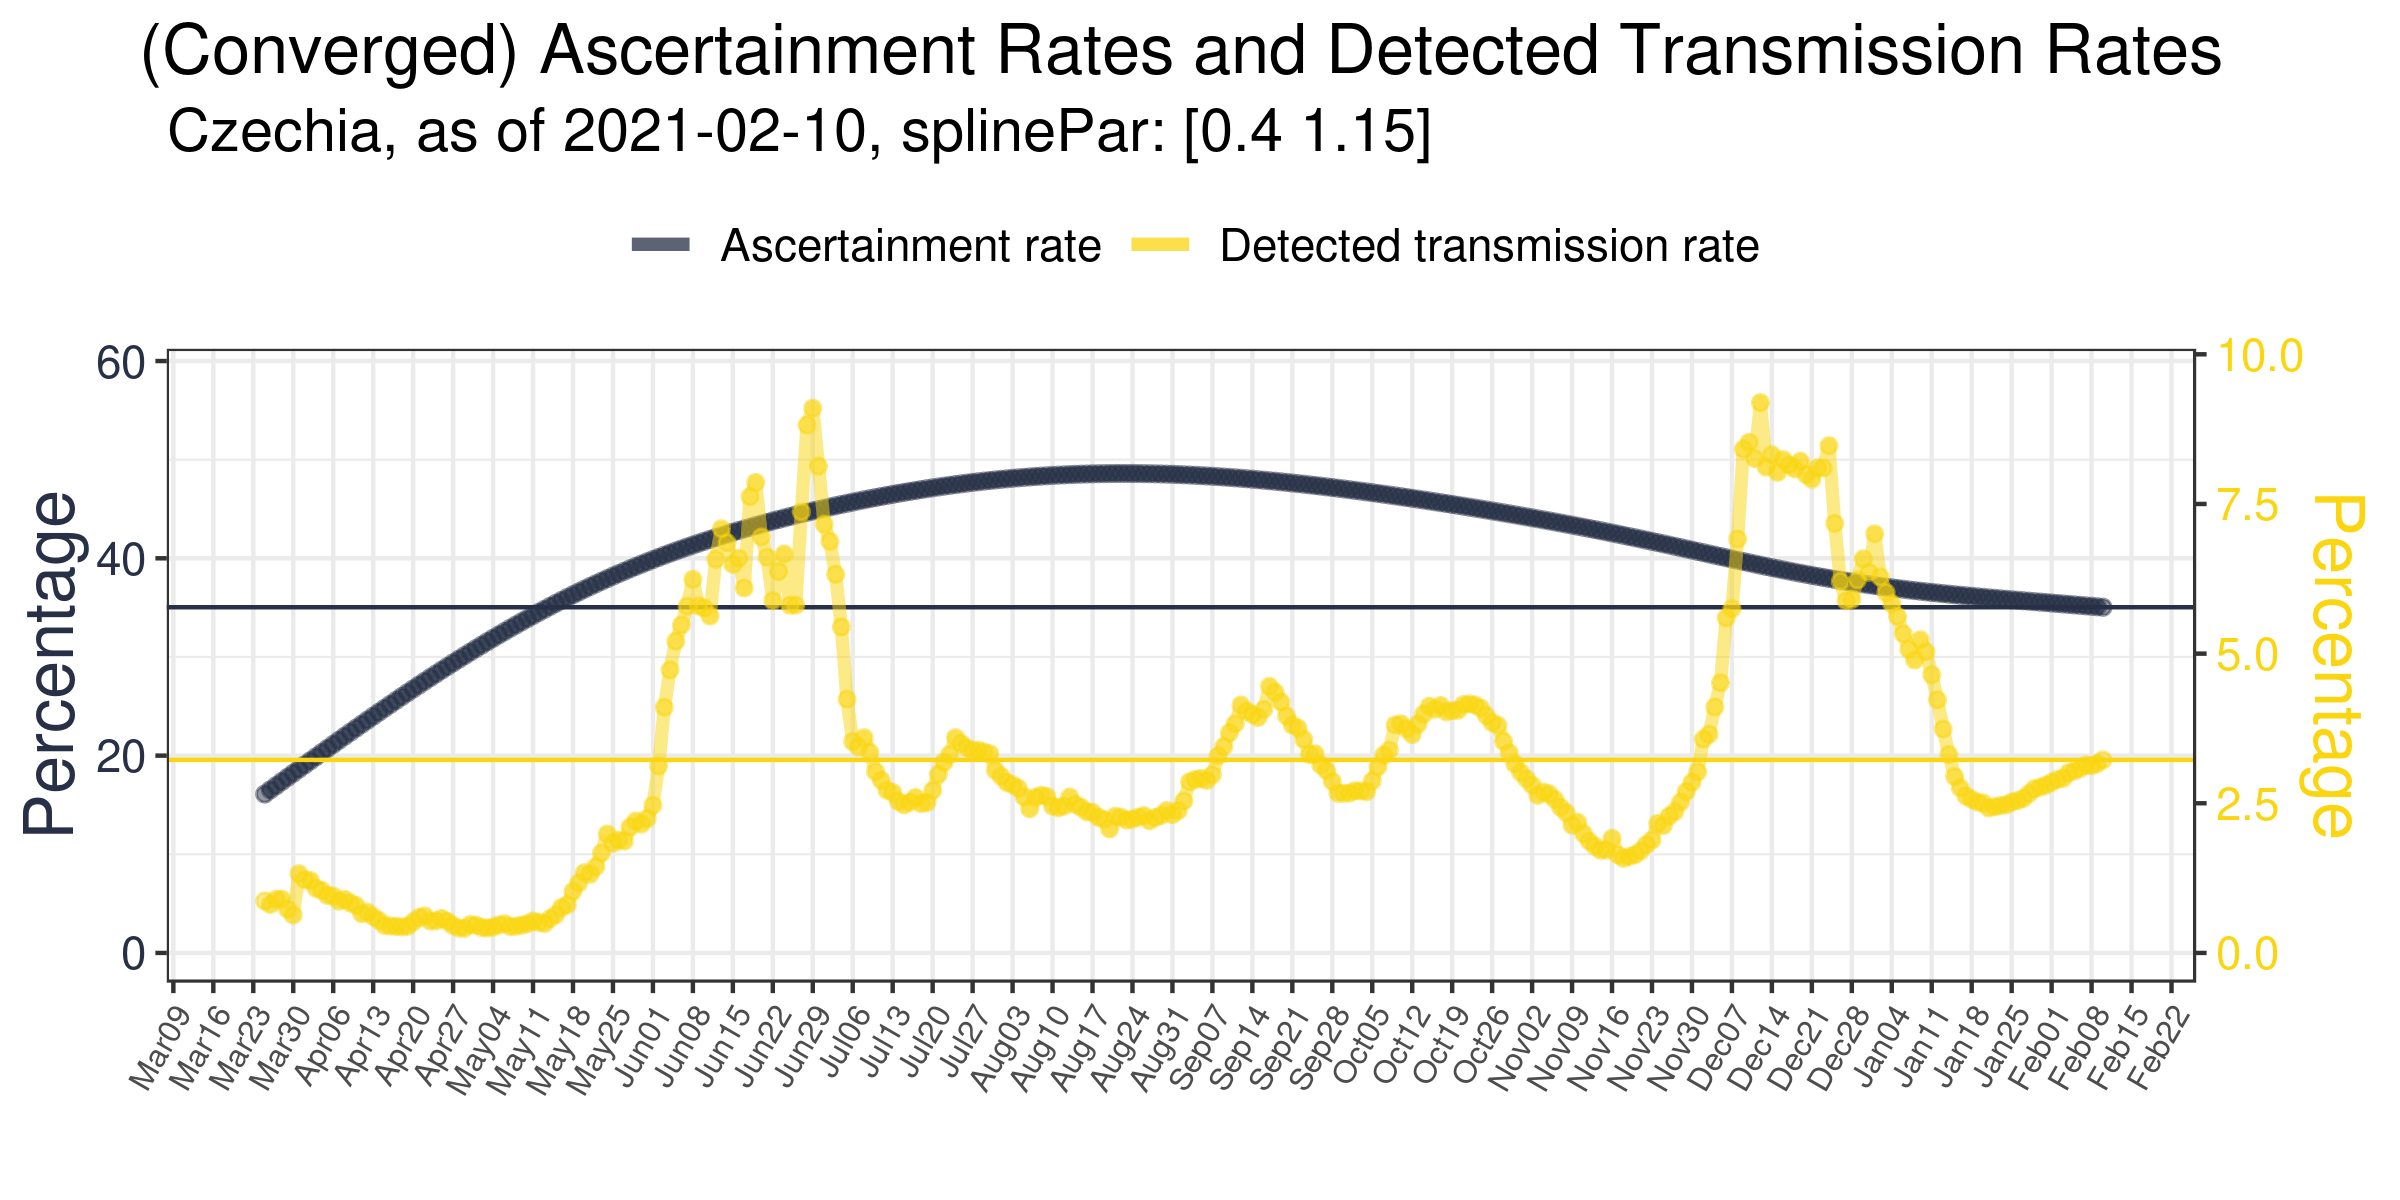 (Converged) Ascertainment Rates and Detected Transmission Rates
Czechia, as of 2021-02-10, splinePar: [0.4 1.15]
Ascertainment rate
Detected transmission rate
Percentage
60
40
20
0
10.0
7.5
5.0
2.5
0.0
Percentage
Mar09
Mar16
Mar23
Mar30
Apr06
Apr13
Apr20
Apr27
May04
May11
May18
May25
Jun01
Jun08
Jun15
Jun22
Jun29
Jul06
Jul13
Jul20
Jul27
Aug03
Aug10
Aug17
Aug24
Aug31
Sep07
Sep14
Sep21
Sep28
Oct05
Oct12
Oct19
Oct26
Nov02
Nov09
Nov16
Nov23
Nov30
Dec07
Dec14
Dec21
Dec28
Jan04
Jan11
Jan18
Jan25
Feb01
Feb08
Feb15
Feb22